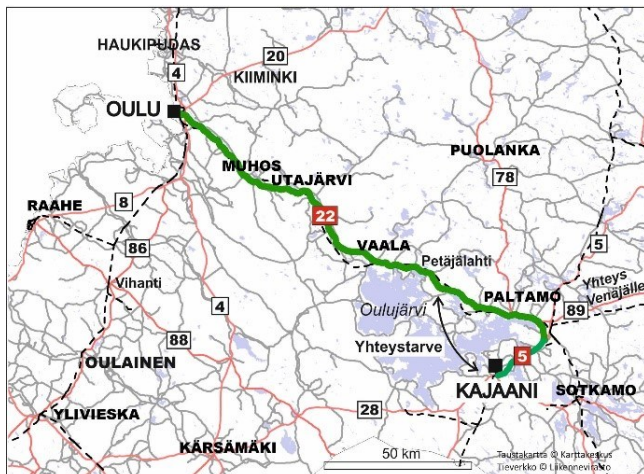 HAUKIPUDAS
20
4
KIIMINKI
OULU
PUOLANKA
MUHOS
UTAJÄRVI
78
8
RAAHE
22
86
VAALA
5
Petäjälahti
Yhteys
Venäjälle
Vihanti
PALTAMO
89
Oulujärvi
4
88
Yhteystarve
5
OULAINEN
KAJAANI
SOTKAMO
YLIVIESKA
28
KÄRSÄMÄKI
50 km
Taustakartta © Karttakeskus
Tieverkko © Liikennevirasto